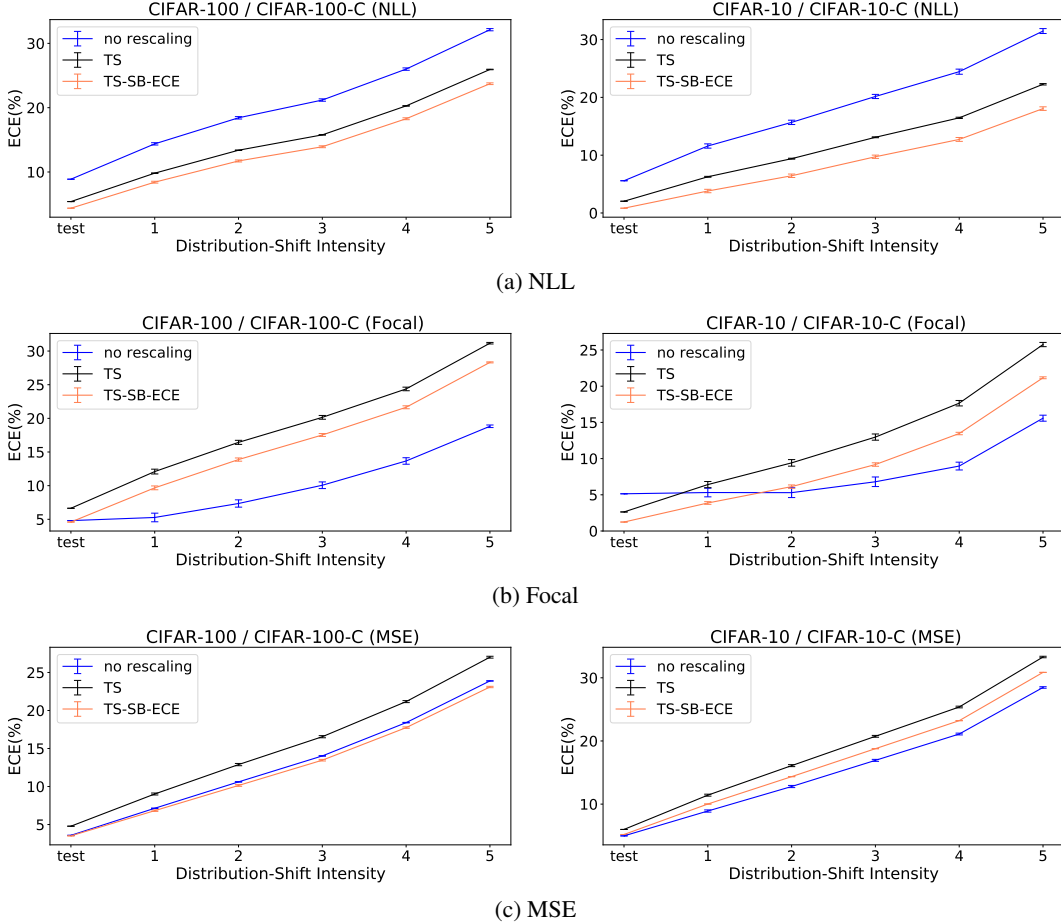 CIFAR-100 / CIFAR-100-C (NLL)
ECE(%)
30
20
10
no rescaling
TS
TS-SB-ECE
test 1 2 3 4 5
Distribution-Shift Intensity
CIFAR-10 / CIFAR-10-C (NLL)
ECE(%)
30
20
10
0
no rescaling
TS
TS-SB-ECE
test 1 2 3 4 5
Distribution-Shift Intensity
(a) NLL
CIFAR-100 / CIFAR-100-C (Focal)
ECE(%)
30
25
20
15
10
5
no rescaling
TS
TS-SB-ECE
test 1 2 3 4 5
Distribution-Shift Intensity
CIFAR-10 / CIFAR-10-C (Focal)
ECE(%)
25
20
15
10
5
0
no rescaling
TS
TS-SB-ECE
test 1 2 3 4 5
Distribution-Shift Intensity
(b) Focal
CIFAR-100 / CIFAR-100-C (MSE)
ECE(%)
25
20
15
10
5
no rescaling
TS
TS-SB-ECE
test 1 2 3 4 5
Distribution-Shift Intensity
CIFAR-10 / CIFAR-10-C (MSE)
ECE(%)
30
20
10
no rescaling
TS
TS-SB-ECE
test 1 2 3 4 5
Distribution-Shift Intensity
(c) MSE